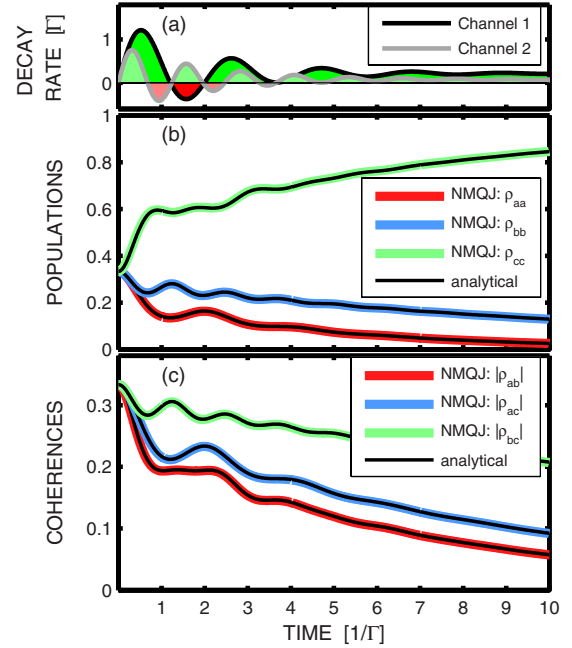 (a)
DECAY
RATE [Γ]
1
0
Channel 1
Channel 2
(b)
POPULATIONS
1
0.8
0.6
0.4
0.2
0
NMQJ: ρaa
NMQJ: ρbb
NMQJ: ρcc
analytical
(c)
COHERENCES
0.3
0.2
0.1
0
NMQJ: |ρab|
NMQJ: |ρac|
NMQJ: |ρbc|
analytical
1 2 3 4 5 6 7 8 9 10
TIME [1/Γ]